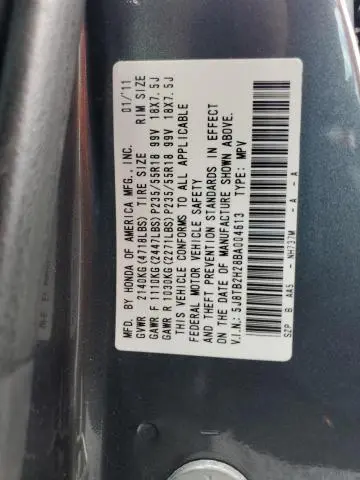 MFD. BY HONDA OF AMERICA MFG., INC. 01/'11
GVWR 2140KG(4718LBS) TIRE SIZE RIM SIZE
GAWR F 1110KG(2447LBS)P235/55R18 99V 18X7.5J
GAWR R 1030KG(2271LBS)P235/55R18 99V 18X7.5J
THIS VEHICLE CONFORMS TO ALL APPLICABLE
FEDERAL MOTOR VEHICLE SAFETY
AND THEFT PREVENTION STANDARDS IN EFFECT
ON THE DATE OF MANUFACTURE SHOWN ABOVE.
V.I.N.: 5J8TB2H28BA004613 TYPE: MPV
SZP B AA5 - NH737M - A - A